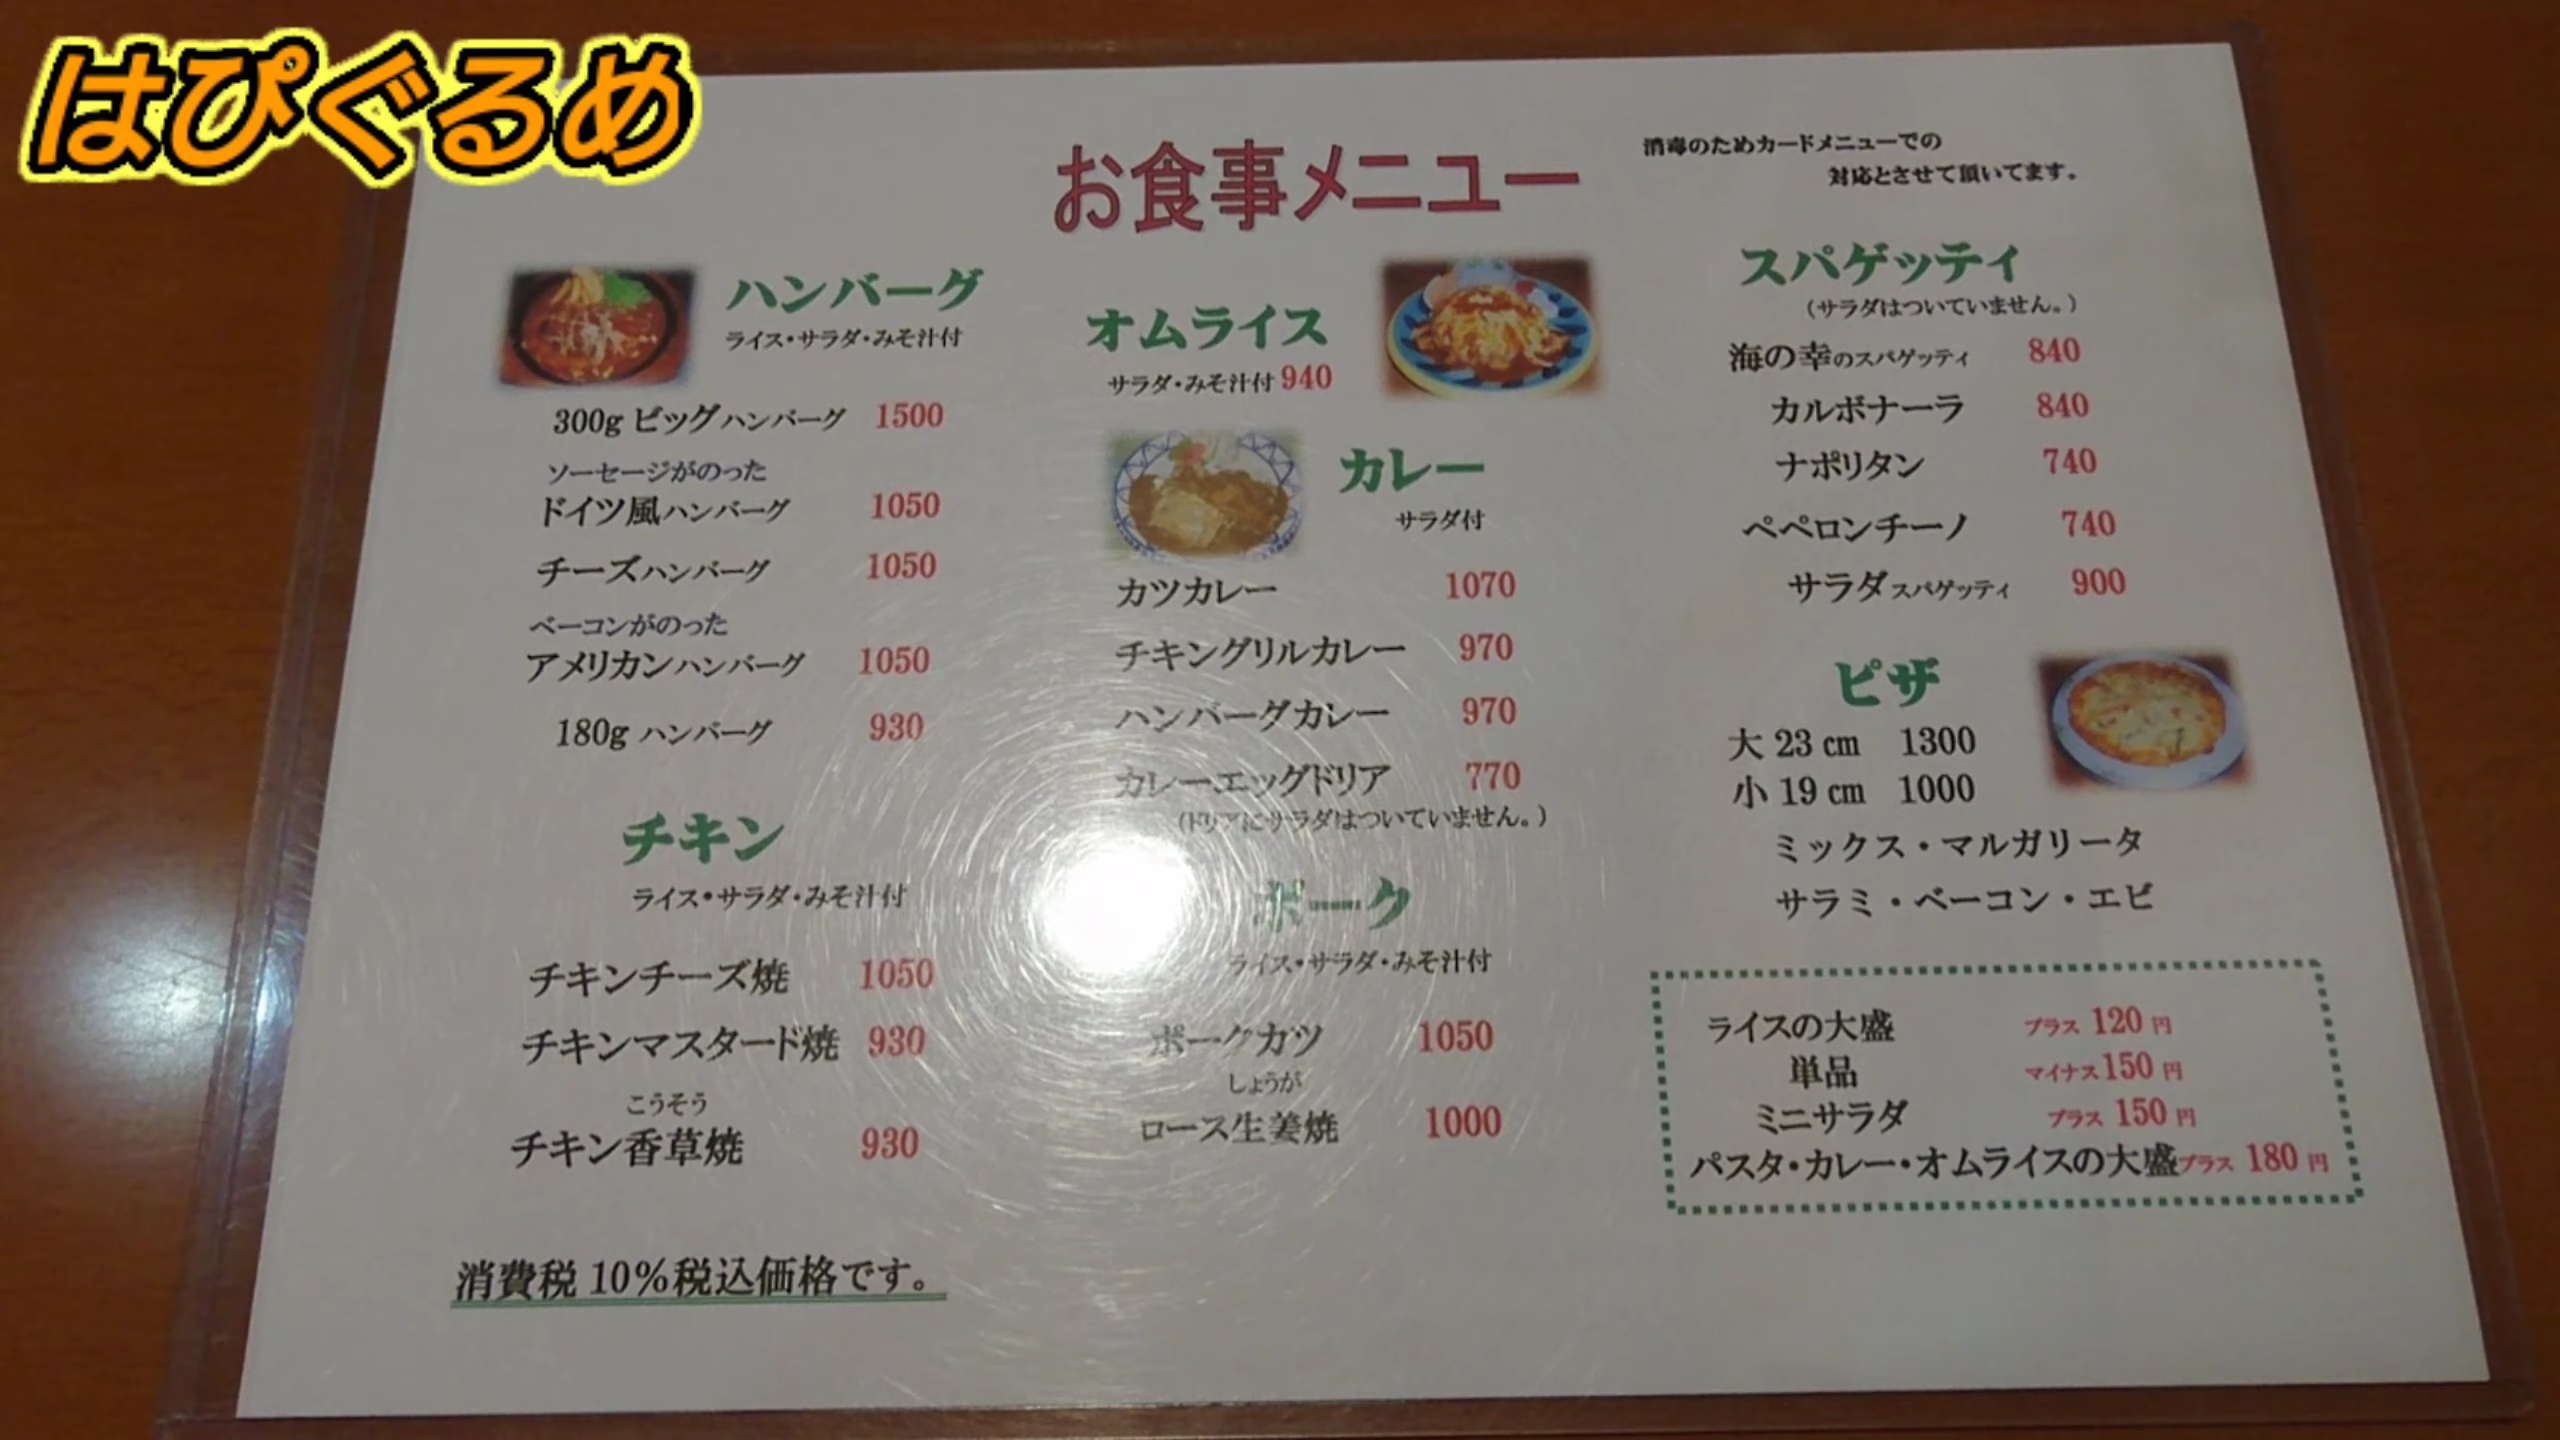 はぴぐるめ
お食事メニュー
消毒のためカードメニューでの
対応とさせて頂いてます。
ハンバーグ
ライス・サラダ・みそ汁付
300g ビッグハンバーグ 1500
ソーセージがのった
ドイツ風ハンバーグ 1050
チーズハンバーグ 1050
ベーコンがのった
アメリカンハンバーグ 1050
180g ハンバーグ 930
チキン
ライス・サラダ・みそ汁付
チキンチーズ焼 1050
チキンマスタード焼 930
こうそう
チキン香草焼 930
消費税 10%税込価格です。
オムライス
サラダ・みそ汁付 940
カレー
サラダ付
カツカレー 1070
チキングリルカレー 970
ハンバーグカレー 970
カレーエッグドリア 770
(ドリアにサラダはついていません。)
ポーク
ライス・サラダ・みそ汁付
ポークカツ 1050
しょうが
ロース生姜焼 1000
スパゲッティ
(サラダはついていません。)
海の幸のスパゲッティ 840
カルボナーラ 840
ナポリタン 740
ペペロンチーノ 740
サラダスパゲッティ 900
ピザ
大 23㎝ 1300
小 19㎝ 1000
ミックス・マルガリータ
サラミ・ベーコン・エビ
ライスの大盛 プラス 120 円
単品 マイナス 150 円
ミニサラダ プラス 150 円
パスタ・カレー・オムライスの大盛プラス 180 円